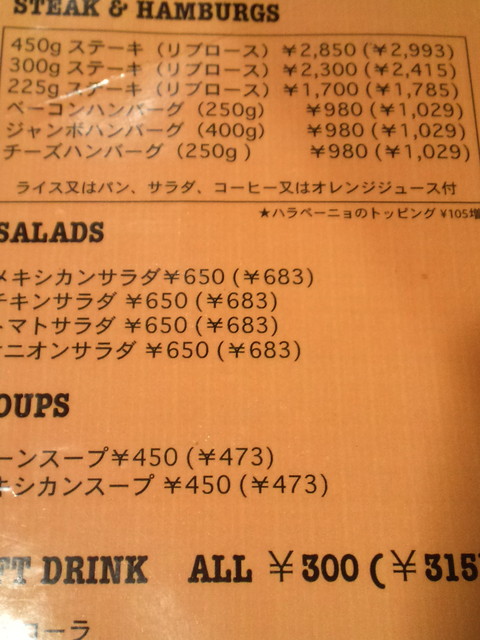 STEAK & HAMBURGS
450g ステーキ（リブロース）￥2,850 (￥2,993)
300g ステーキ（リブロース）￥2,300 (￥2,415)
225g ステーキ（リブロース）￥1,700 (￥1,785)
ベーコンハンバーグ（250g） ￥980 (￥1,029)
ジャンボハンバーグ（400g） ￥980 (￥1,029)
チーズハンバーグ（250g ） ￥980 (￥1,029)
ライス又はパン、サラダ、コーヒー又はオレンジジュース付
★ハラペーニョのトッピング ¥105増
SALADS
メキシカンサラダ￥650 (￥683)
チキンサラダ ￥650 (￥683)
トマトサラダ ￥650 (￥683)
オニオンサラダ ￥650 (￥683)
OUPS
ーンスープ￥450 (￥473)
キシカンスープ ￥450 (￥473)
FT DRINK ALL ￥300 (￥315
コーラ